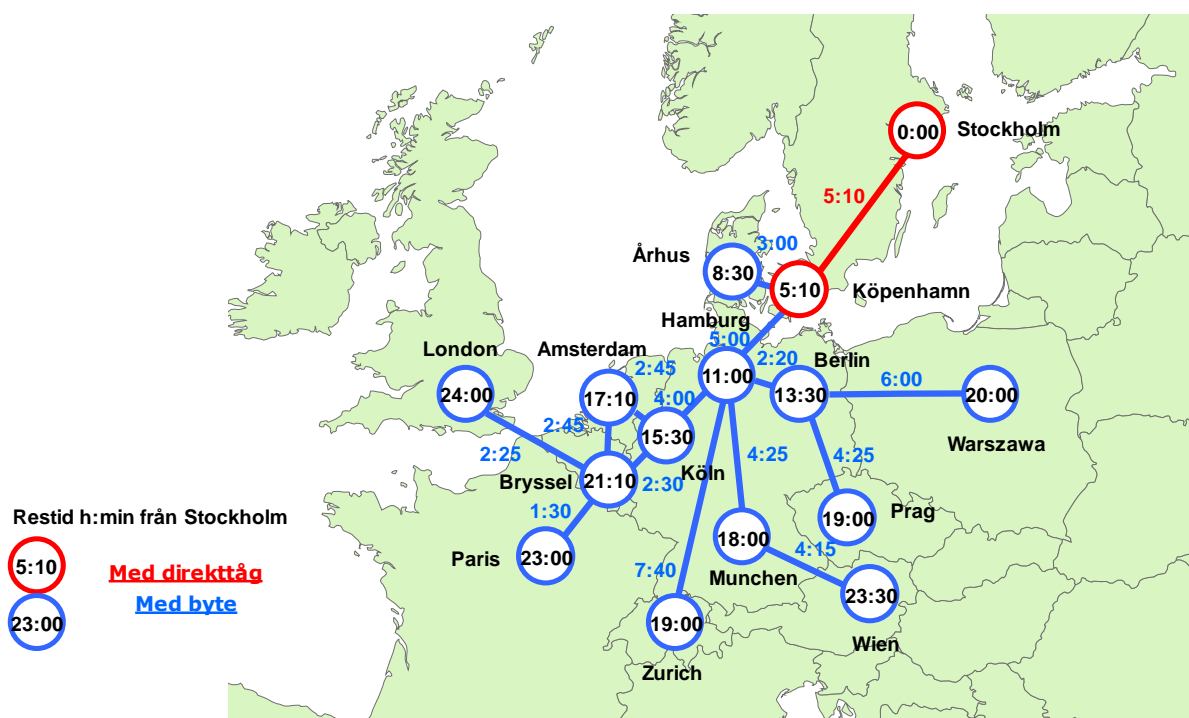 0:00
Stockholm
5:10
3:00
Århus
8:30
5:10
Köpenhamn
Hamburg
5:00
London
Amsterdam
2:20
Berlin
2:45
11:00
6:00
24:00
17:10
4:00
13:30
20:00
2:45
15:30
Warszawa
2:25
4:25
4:25
Köln
Bryssel
21:10
2:30
Restid h:min från Stockholm
1:30
Prag
19:00
18:00
4:15
5:10
Med direkttåg
Paris
23:00
7:40
Munchen
Med byte
23:30
23:00
19:00
Wien
Zurich